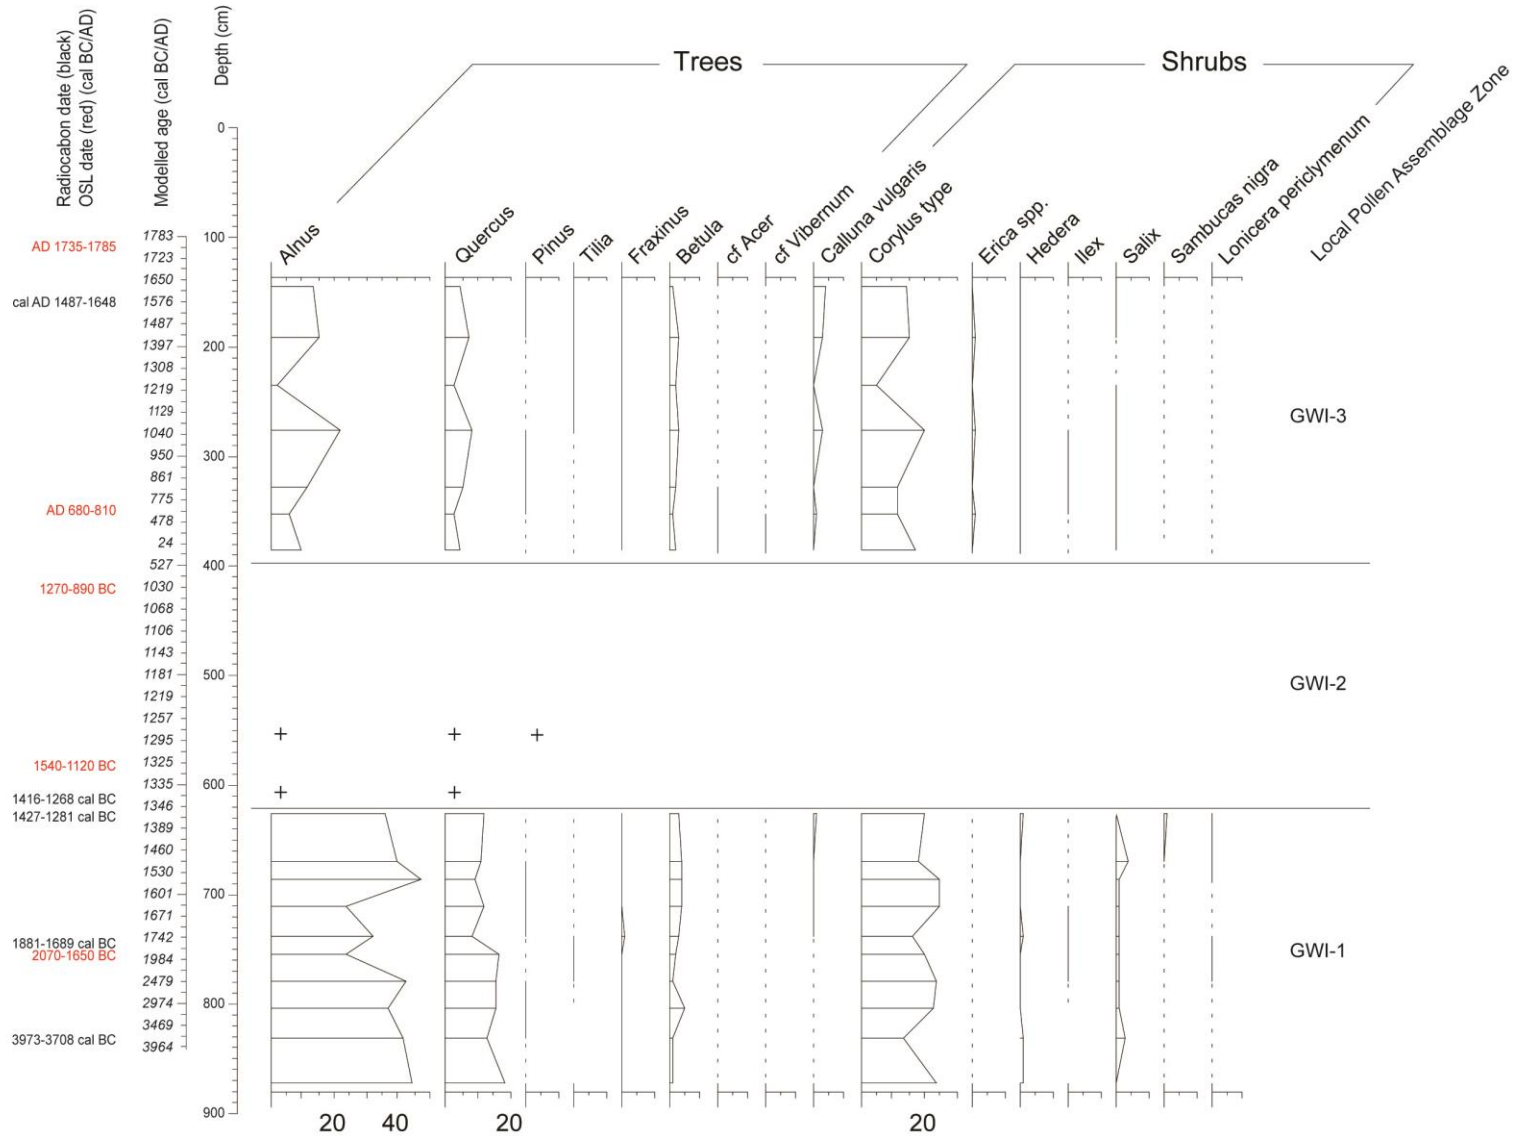 Radiocabon date (black)
OSL date (red) (cal BC/AD)
Modelled age (cal BC/AD)
Depth (cm)
Trees
Shrubs
Alnus
Quercus
Pinus
Tilia
Fraxinus
Betula
cf Acer
cf Vibernum
Calluna vulgaris
Corylus type
Erica spp.
Hedera
Ilex
Salix
Sambucas nigra
Lonicera periclymenum
Local Pollen Assemblage Zone
AD 1735-1785
cal AD 1487-1648
AD 680-810
1270-890 BC
1540-1120 BC
1416-1268 cal BC
1427-1281 cal BC
1881-1689 cal BC
2070-1650 BC
3973-3708 cal BC
1783
1723
1650
1576
1487
1397
1308
1219
1129
1040
950
861
775
478
24
527
1030
1068
1106
1143
1181
1219
1257
1295
1325
1335
1346
1389
1460
1530
1601
1671
1742
1984
2479
2974
3469
3964
0
100
200
300
400
500
600
700
800
900
GWI-3
GWI-2
+ + +
+ +
GWI-1
20 40 20 20